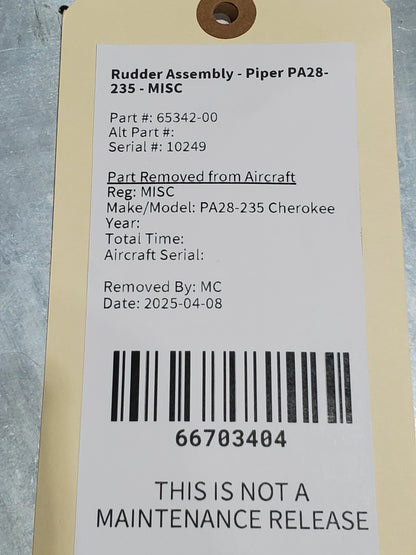 Rudder Assembly - Piper PA28-
235 - MISC
Part #: 65342-00
Alt Part #:
Serial #: 10249
Part Removed from Aircraft
Reg: MISC
Make/Model: PA28-235 Cherokee
Year:
Total Time:
Aircraft Serial:
Removed By: MC
Date: 2025-04-08
66703404
THIS IS NOT A
MAINTENANCE RELEASE